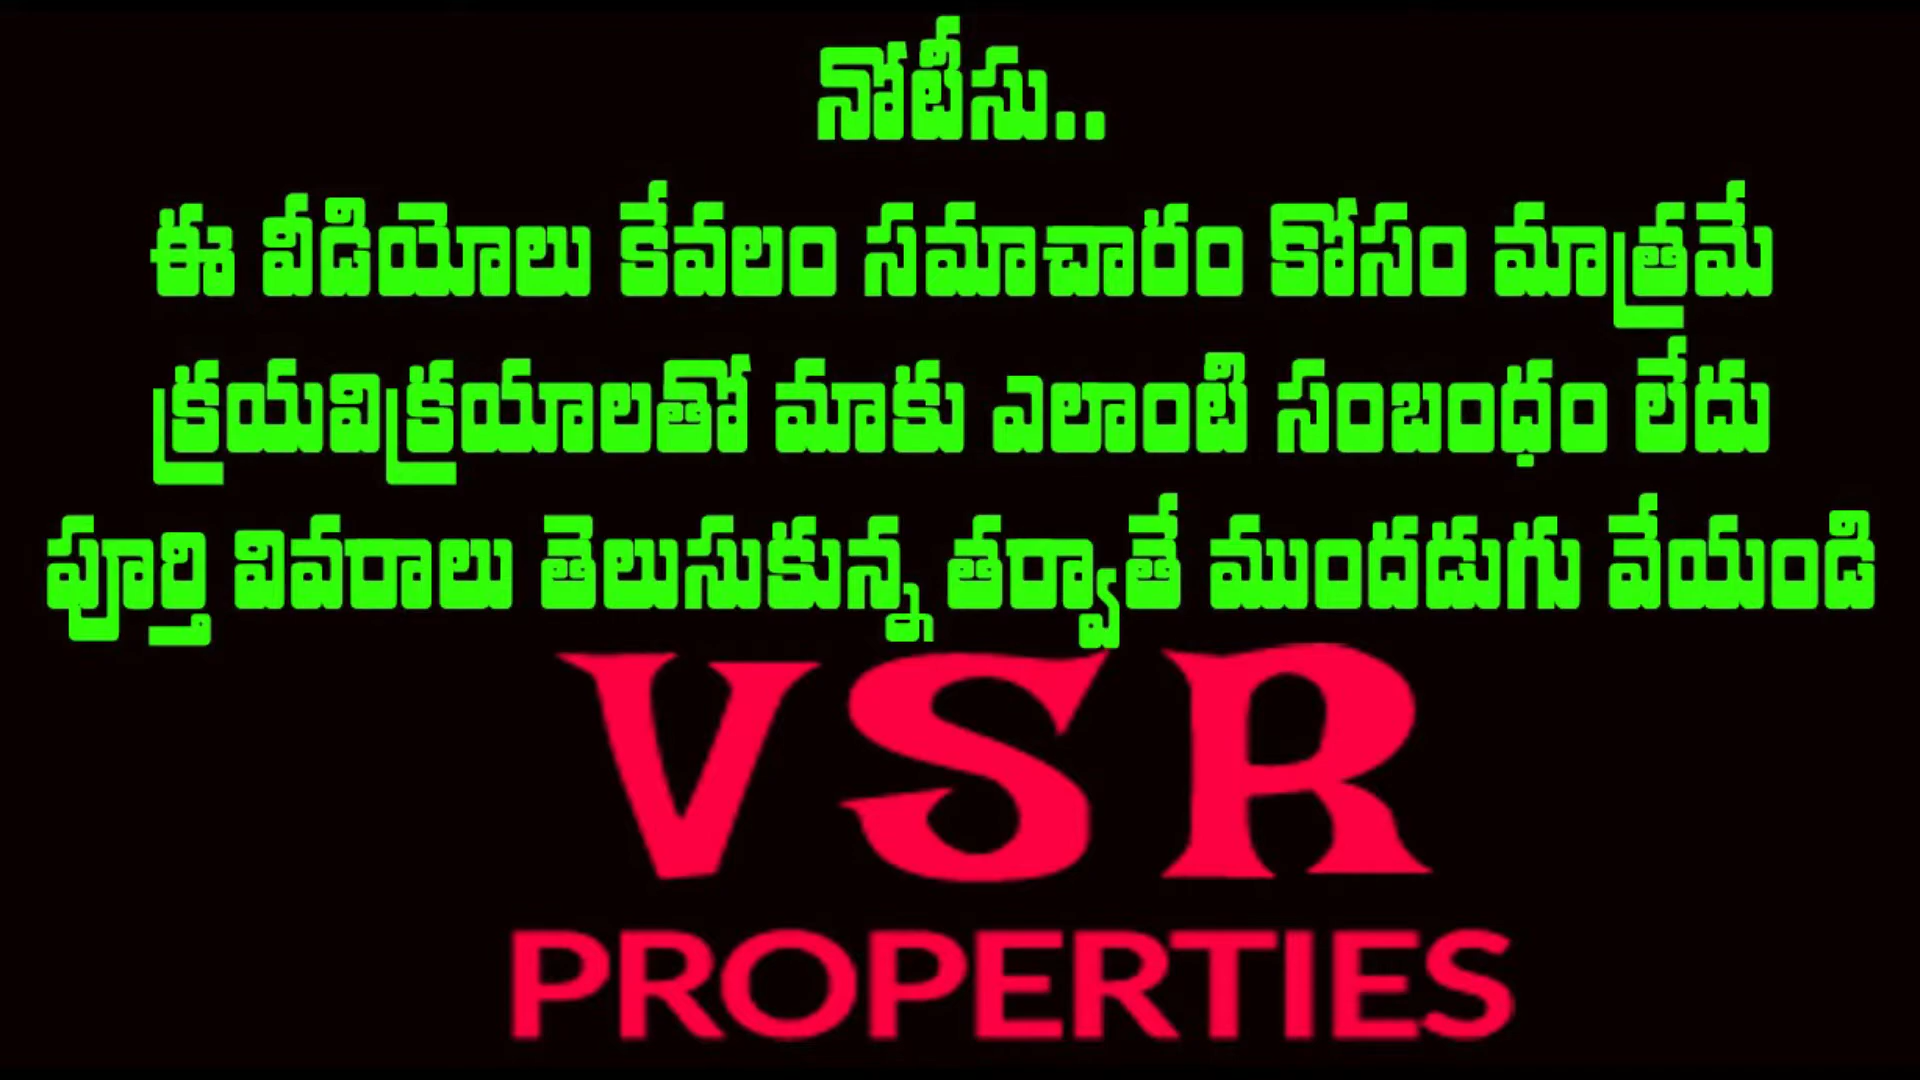 నోటీసు..
ఈ వీడియోలు కేవలం సమాచారం కోసం మాత్రమే
క్రయవిక్రయాలతో మాకు ఎలాంటి సంబంధం లేదు
పూర్తి వివరాలు తెలుసుకున్న తర్వాతే ముందడుగు వేయండి
VSR
PROPERTIES